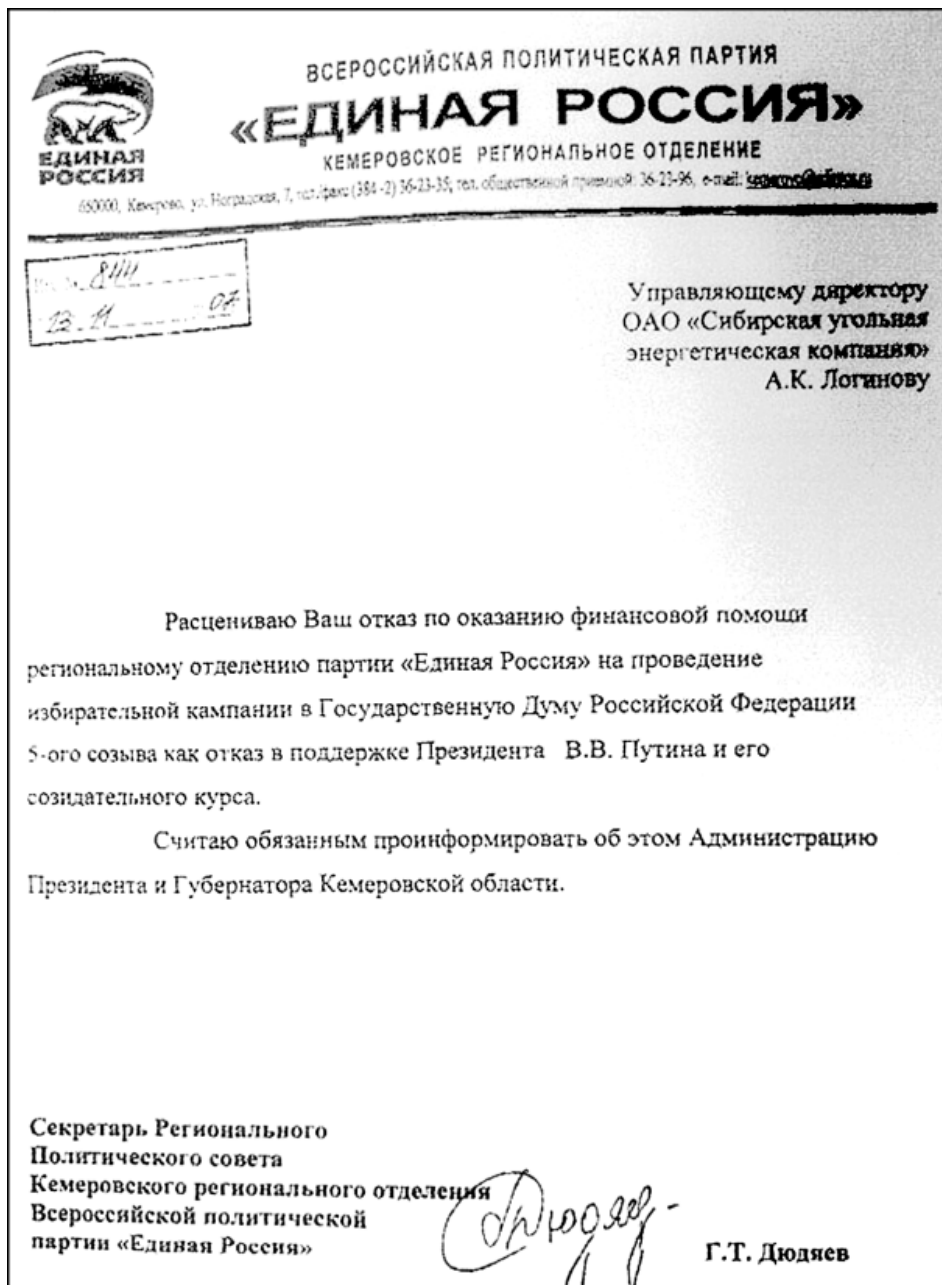 ВСЕРОССИЙСКАЯ ПОЛИТИЧЕСКАЯ ПАРТИЯ
«ЕДИНАЯ РОССИЯ»
КЕМЕРОВСКОЕ РЕГИОНАЛЬНОЕ ОТДЕЛЕНИЕ
ЕДИНАЯ
РОССИЯ
650000, Кемерово, ул. Ноградская, 7, тел./факс (384 -2) 36-23-35, тел. общественной приемной: 36-23-96, e-mail:
844
13 11 07
Управляющему директору
ОАО «Сибирская угольная
энергетическая компания»
А.К. Логинову
Расцениваю Ваш отказ по оказанию финансовой помощи
региональному отделению партии «Единая Россия» на проведение
избирательной кампании в Государственную Думу Российской Федерации
5-ого созыва как отказ в поддержке Президента В.В. Путина и его
созидательного курса.
Считаю обязанным проинформировать об этом Администрацию
Президента и Губернатора Кемеровской области.
Секретарь Регионального
Политического совета
Кемеровского регионального отделения
Всероссийской политической
партии «Единая Россия»
Дюдяев
Г.Т. Дюдяев